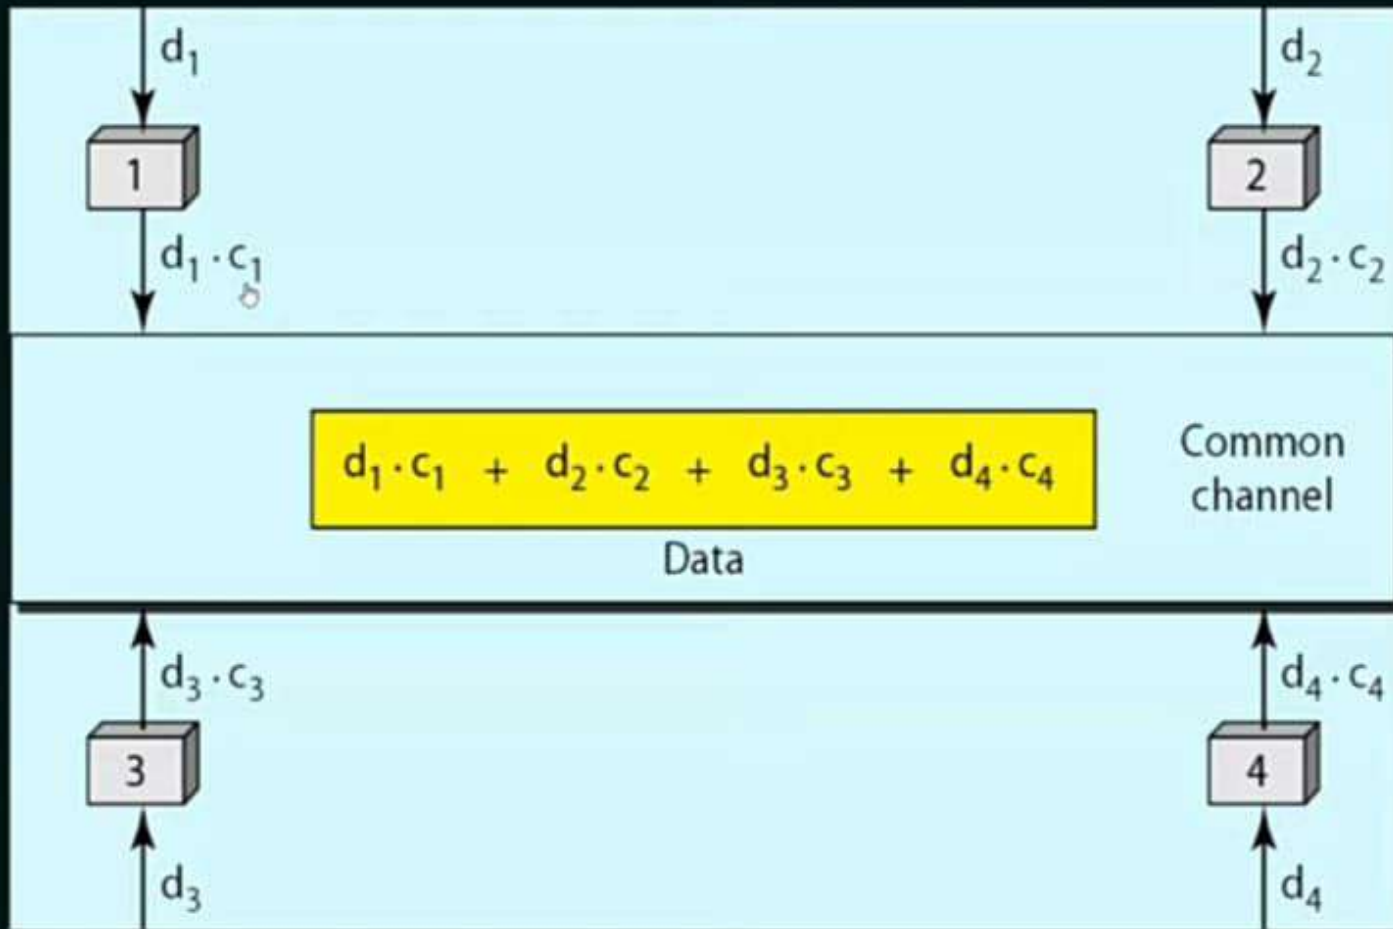 d₁ d₂
1 2
d₁ · c₁ d₂ · c₂
d₁ · c₁ + d₂ · c₂ + d₃ · c₃ + d₄ · c₄
Common
channel
Data
d₃ · c₃ d₄ · c₄
3 4
d₃ d₄